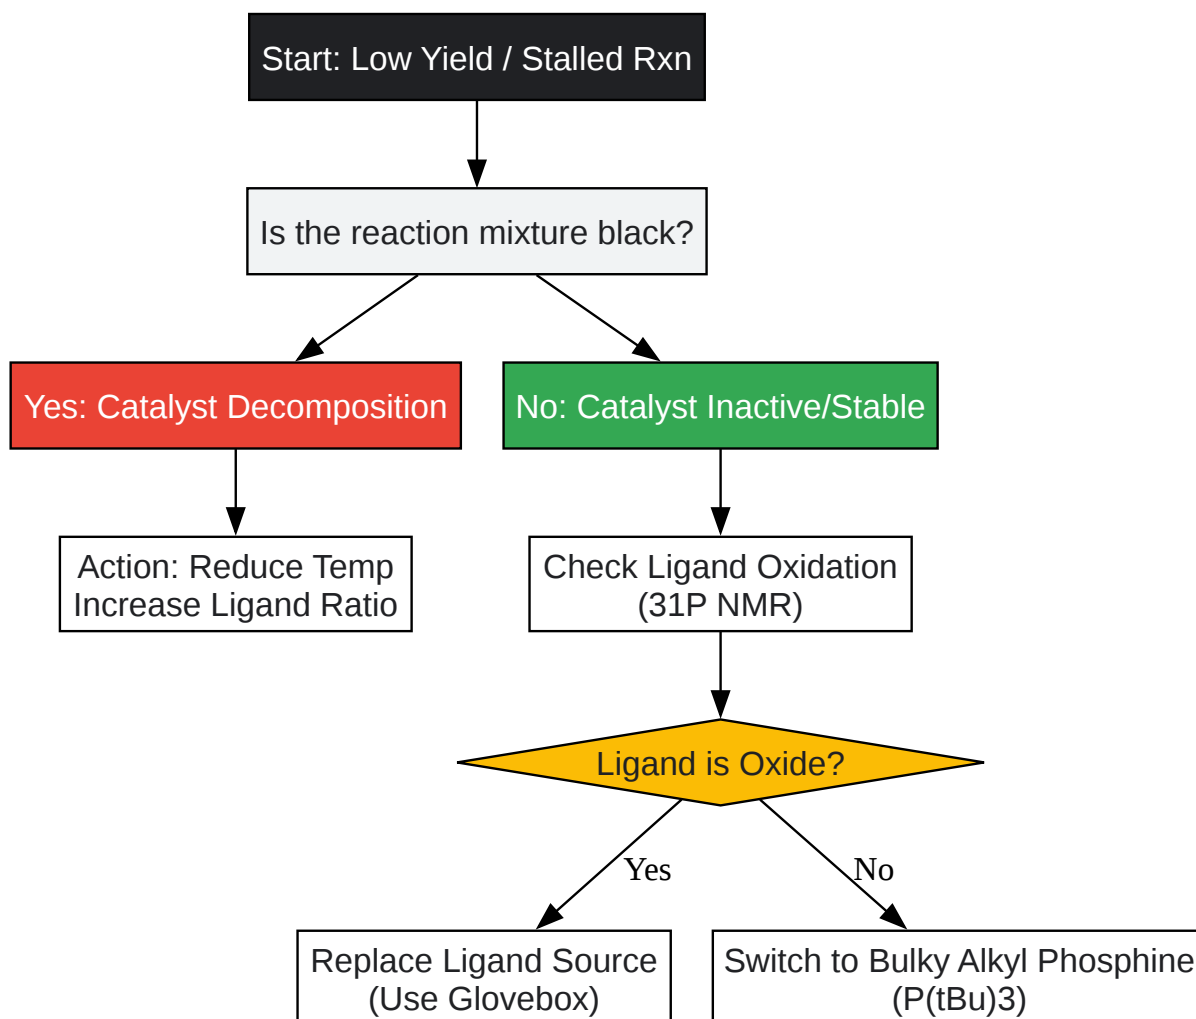 Start: Low Yield / Stalled Rxn
Is the reaction mixture black?
Yes: Catalyst Decomposition
No: Catalyst Inactive/Stable
Action: Reduce Temp
Increase Ligand Ratio
Check Ligand Oxidation
(31P NMR)
Ligand is Oxide?
Yes
No
Replace Ligand Source
(Use Glovebox)
Switch to Bulky Alkyl Phosphine
(P(tBu)3)